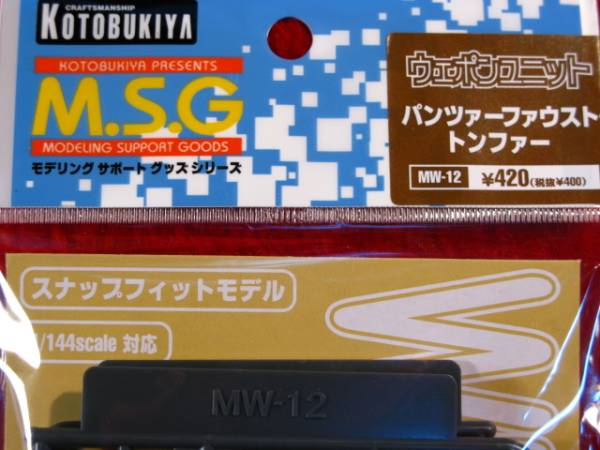 CRAFTSMANSHIP
KOTOBUKIYA
KOTOBUKIYA PRESENTS
M.S.G
MODELING SUPPORT GOODS
モデリング サポート グッズ シリーズ
ウェポンユニット
パンツァーファウスト・
トンファー
MW-12 ¥420(税抜¥400)
スナップフィットモデル
1/144scale 対応
MW-12